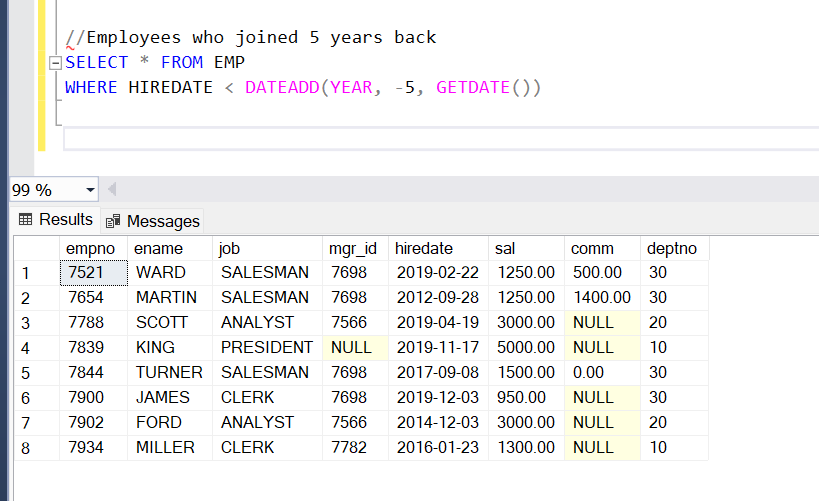 //Employees who joined 5 years back
SELECT * FROM EMP
WHERE HIREDATE < DATEADD(YEAR, -5, GETDATE())
99 %
Results Messages
empno ename job mgr_id hiredate sal comm deptno
1 7521 WARD SALESMAN 7698 2019-02-22 1250.00 500.00 30
2 7654 MARTIN SALESMAN 7698 2012-09-28 1250.00 1400.00 30
3 7788 SCOTT ANALYST 7566 2019-04-19 3000.00 NULL 20
4 7839 KING PRESIDENT NULL 2019-11-17 5000.00 NULL 10
5 7844 TURNER SALESMAN 7698 2017-09-08 1500.00 0.00 30
6 7900 JAMES CLERK 7698 2019-12-03 950.00 NULL 30
7 7902 FORD ANALYST 7566 2014-12-03 3000.00 NULL 20
8 7934 MILLER CLERK 7782 2016-01-23 1300.00 NULL 10